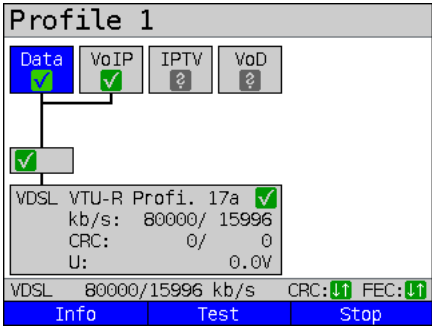 Profile 1
Data VoIP IPTV VoD
? ?
VDSL VTU-R Profi. 17a
kb/s: 80000/ 15996
CRC: 0/ 0
U: 0.0V
VDSL 80000/15996 kb/s CRC:↓↑ FEC:↓↑
Info Test Stop